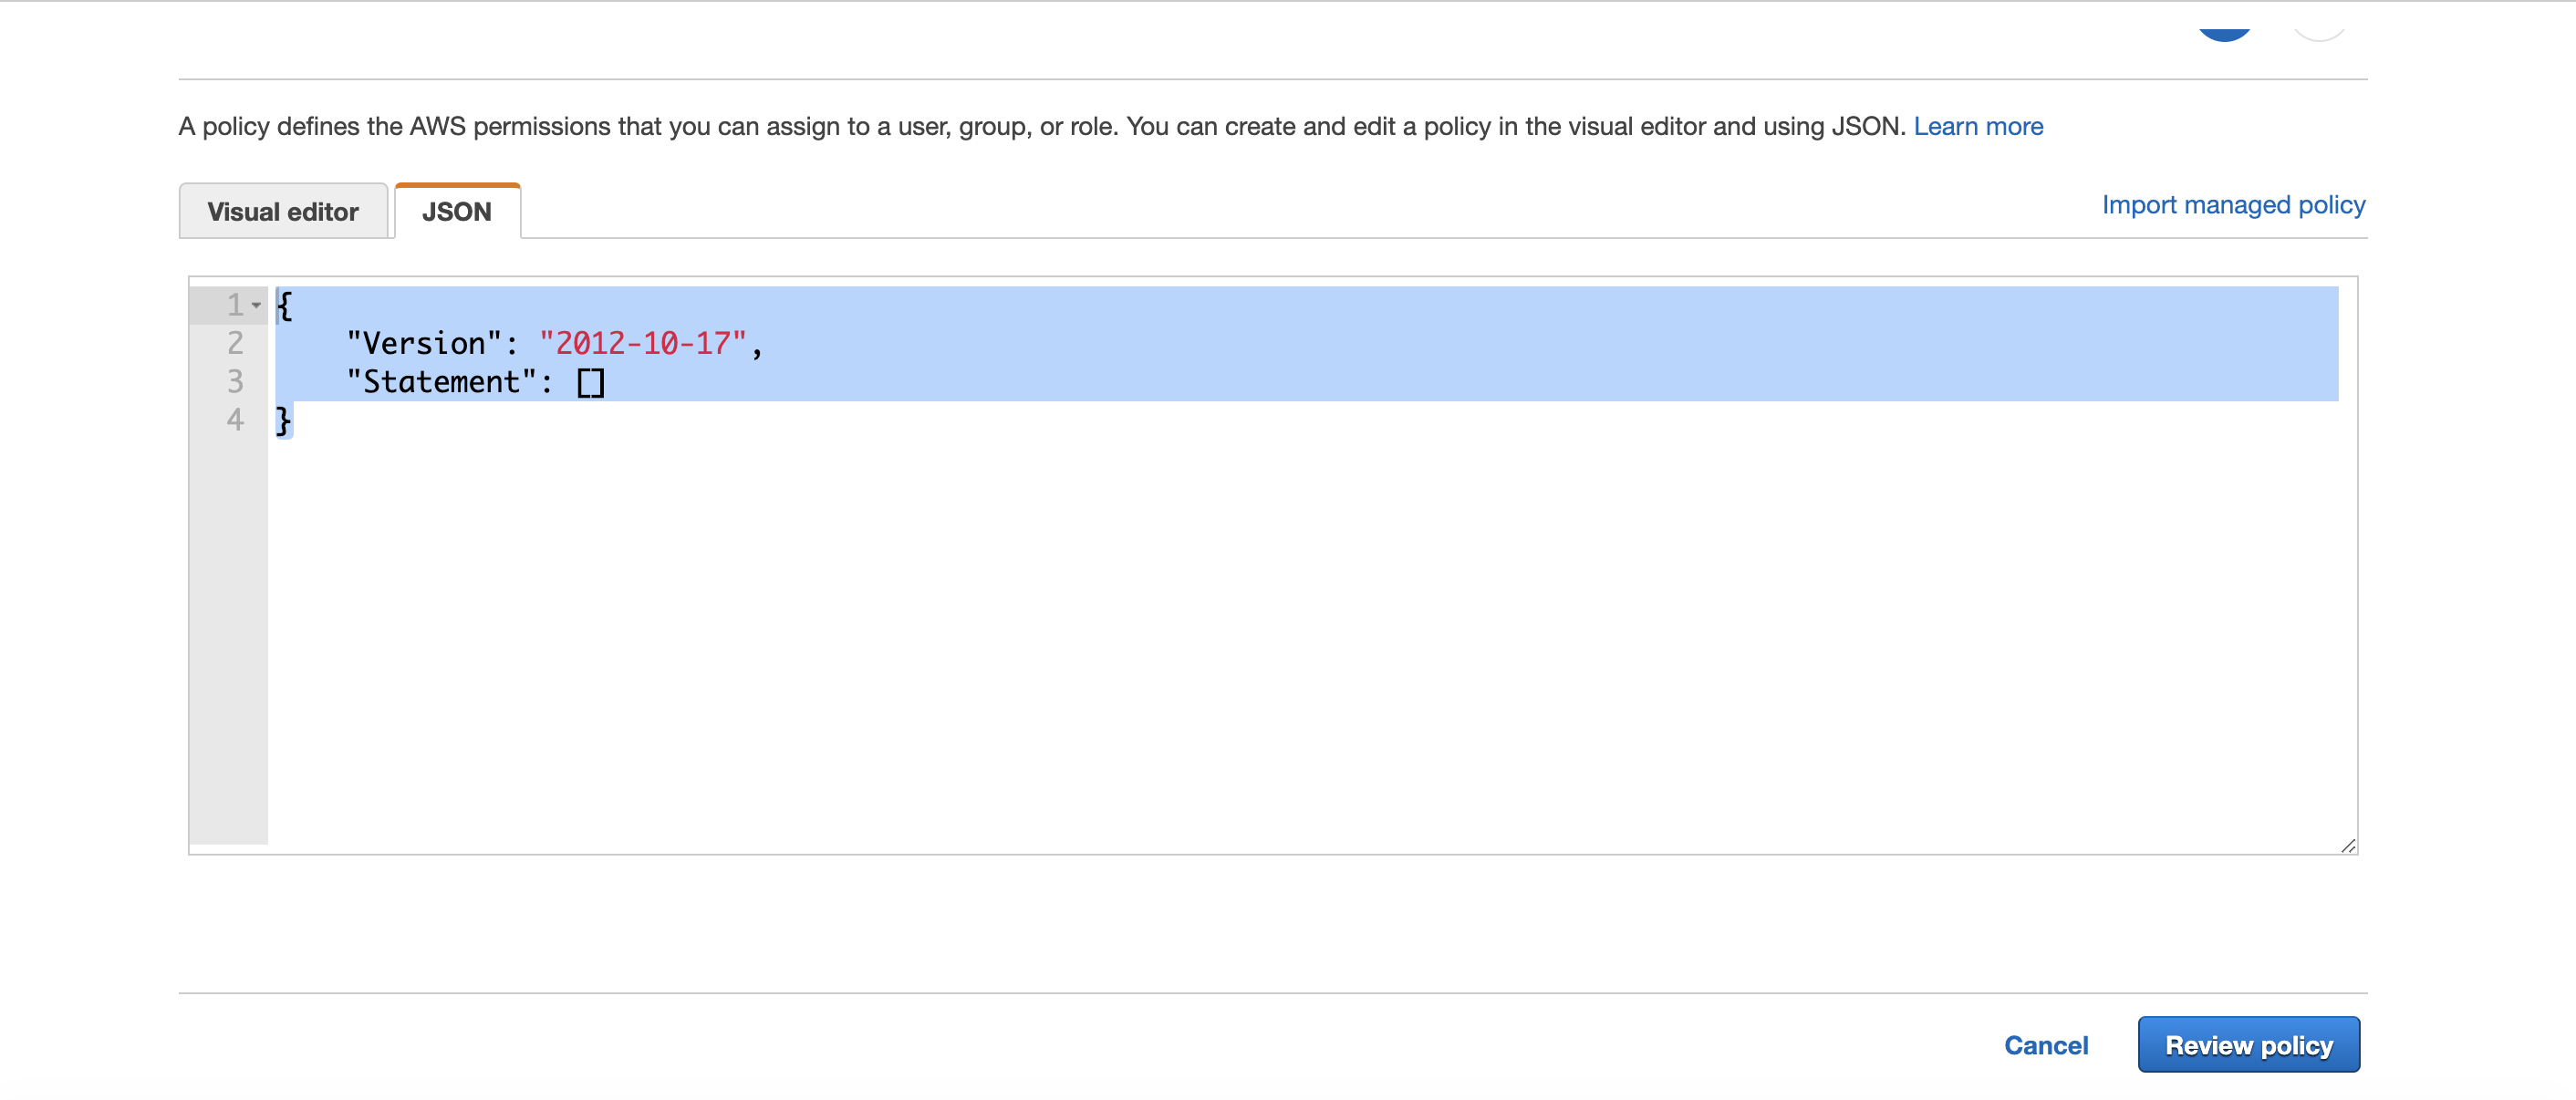 A policy defines the AWS permissions that you can assign to a user, group, or role. You can create and edit a policy in the visual editor and using JSON. Learn more
Visual editor
JSON
Import managed policy
1 {
2 "Version": "2012-10-17",
3 "Statement": []
4 }
Cancel
Review policy